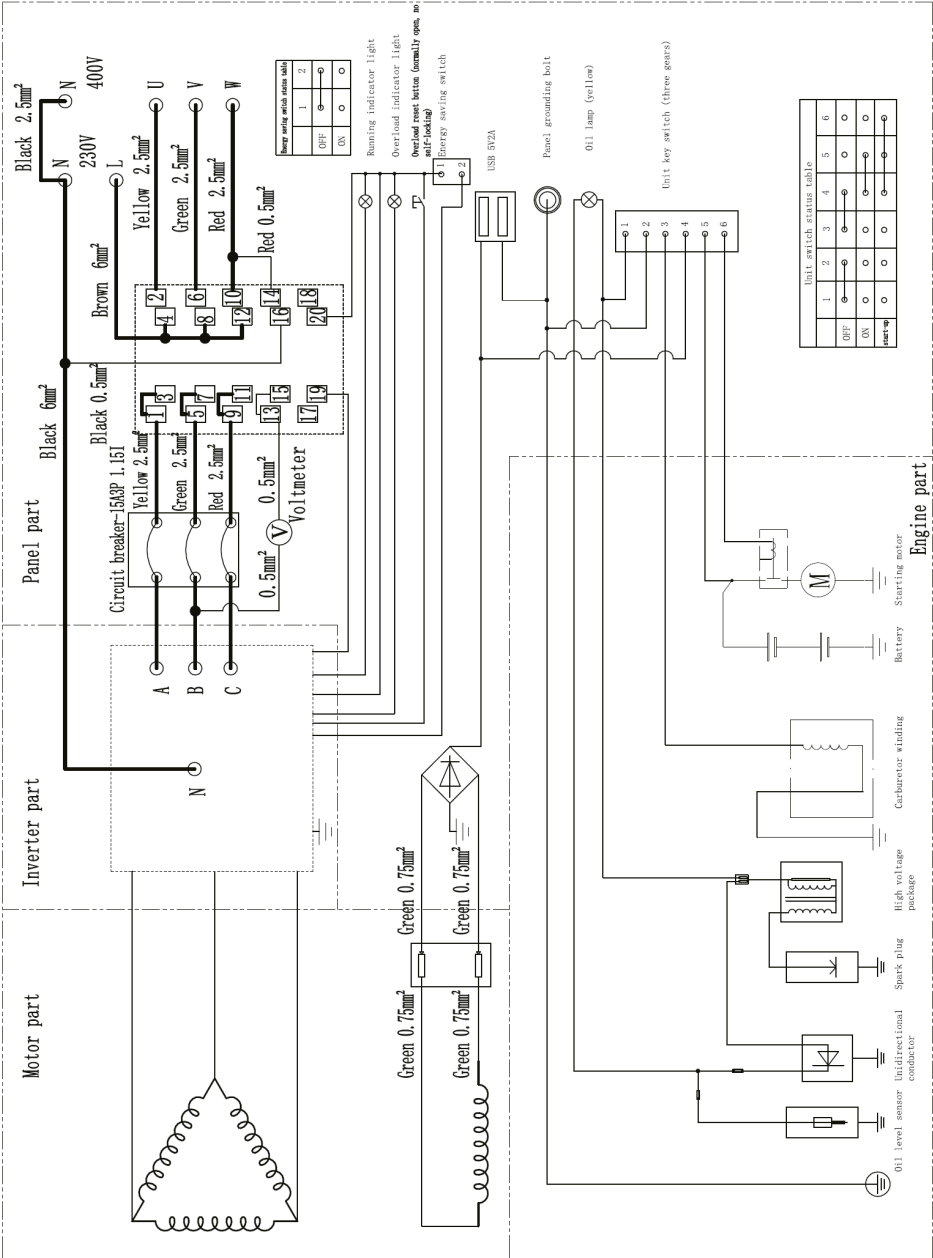 Motor part
Inverter part
Panel part
Engine part
Black 2.5mm²
N
N
400V
230V
L
U
V
W
Yellow 2.5mm²
Green 2.5mm²
Red 2.5mm²
Red 0.5mm²
Brown 6mm²
Black 6mm²
Black 0.5mm²
2
4
6
8
10
12
14
16
18
20
1
3
5
7
9
11
13
15
17
19
Circuit breaker-15A3P 1.15I
Yellow 2.5mm²
Green 2.5mm²
Red 2.5mm²
0.5mm²
0.5mm²
V
Voltmeter
A
B
C
N
Energy saving switch status table
1
2
OFF
ON
Running indicator light
Overload indicator light
Overload reset button (normally open, no
self-locking)
Energy saving switch
1
2
USB 5V2A
Panel grounding bolt
Oil lamp (yellow)
Unit key switch (three gears)
1
2
3
4
5
6
Unit switch status table
1
2
3
4
5
6
OFF
ON
start-up
Green 0.75mm²
Green 0.75mm²
Green 0.75mm²
Green 0.75mm²
M
Starting motor
Battery
Carburetor winding
High voltage
package
Spark plug
Unidirectional
conductor
Oil level sensor